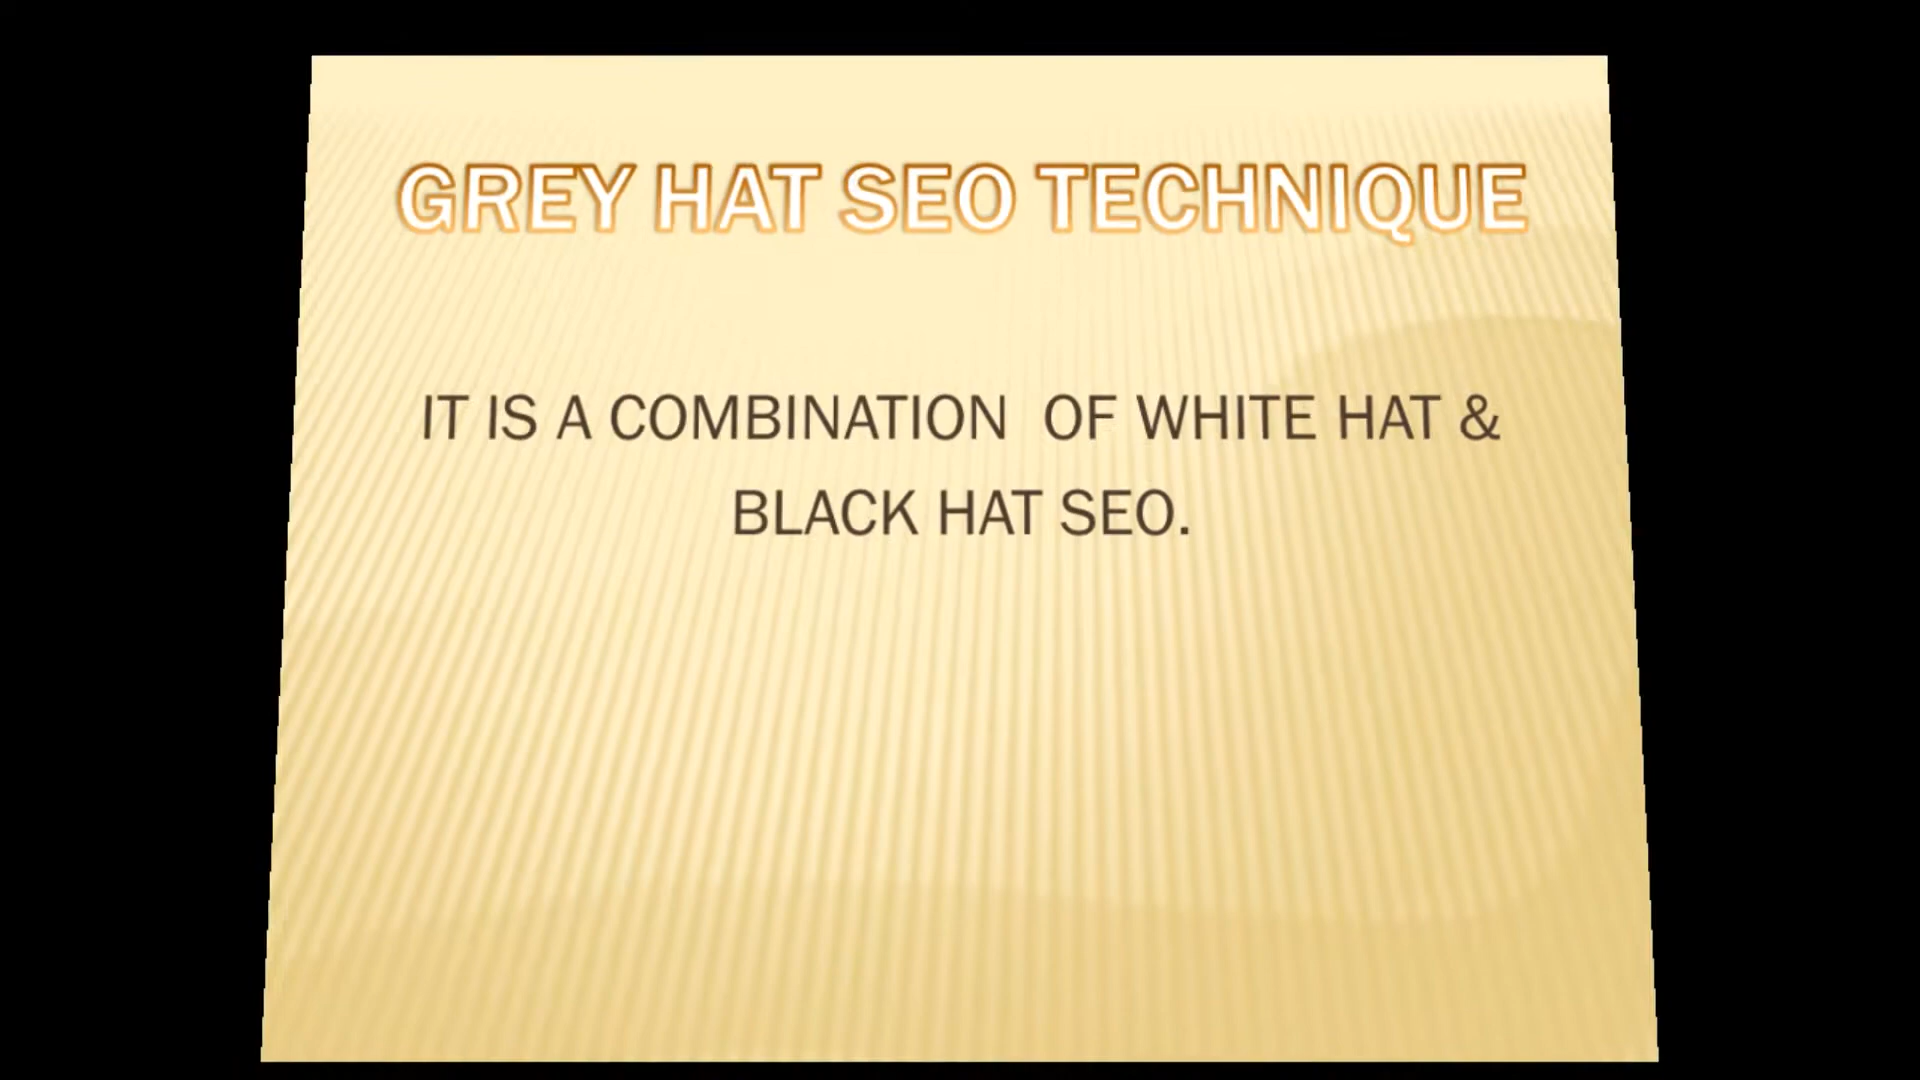 GREY HAT SEO TECHNIQUE
IT IS A COMBINATION  OF WHITE HAT &
BLACK HAT SEO.